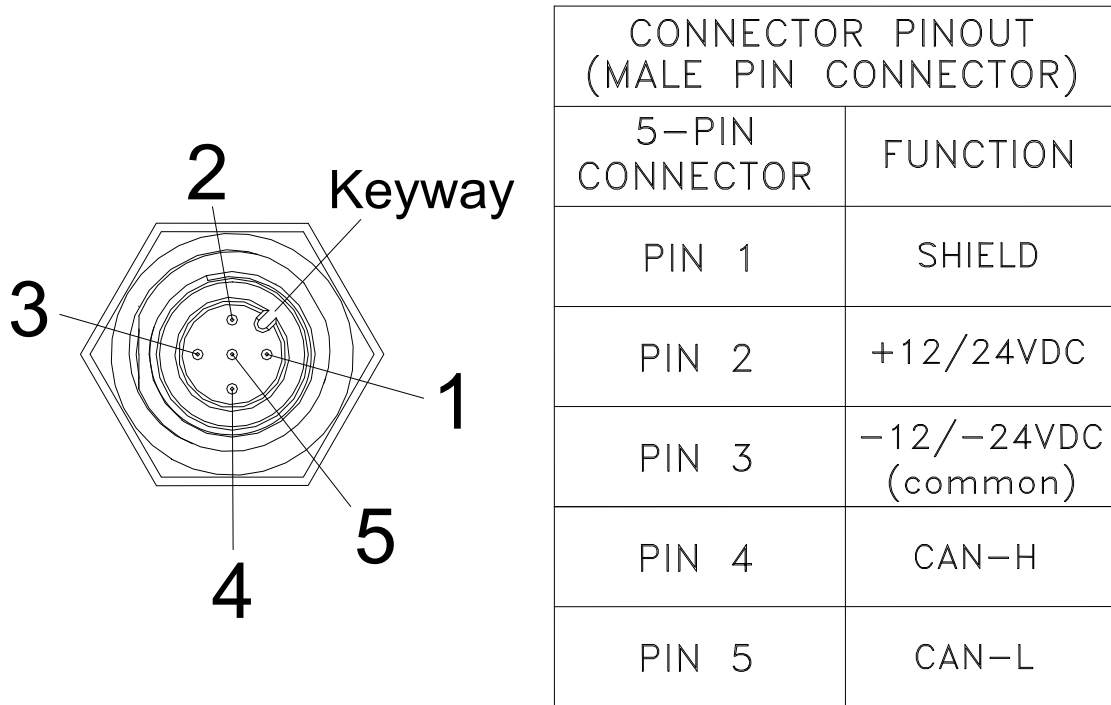 2
Keyway
3
1
5
4
CONNECTOR PINOUT
(MALE PIN CONNECTOR)
5-PIN
CONNECTOR
FUNCTION
PIN 1
SHIELD
PIN 2
+12/24VDC
PIN 3
-12/-24VDC
(common)
PIN 4
CAN-H
PIN 5
CAN-L